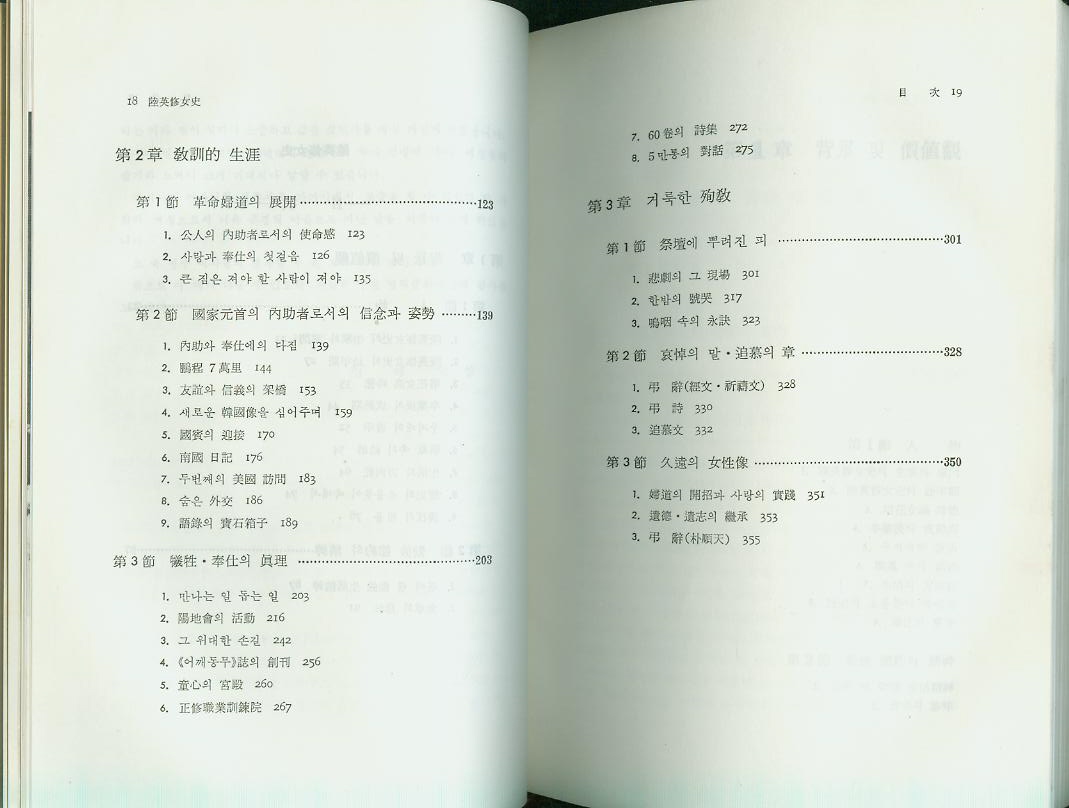 18 陸英修女史
第2章 敎訓的 生涯
第1節 革命婦道의 展開 ················································123
1. 公人의 內助者로서의 使命感 123
2. 사랑과 奉仕의 첫걸음 126
3. 큰 짐은 져야 할 사람이 져야 135
第2節 國家元首의 內助者로서의 信念과 姿勢 ·········139
1. 內助와 奉仕에의 다짐 139
2. 鵬程 7萬里 144
3. 友誼와 信義의 架橋 153
4. 새로운 韓國像을 심어주며 159
5. 國賓의 迎接 170
6. 南國 日記 176
7. 두번째의 美國 訪問 183
8. 숨은 外交 186
9. 語錄의 寶石箱子 189
第3節 犧牲·奉仕의 眞理 ················································203
1. 만나는 일 돕는 일 203
2. 陽地會의 活動 216
3. 그 위대한 손길 242
4. 《어깨동무》誌의 創刊 256
5. 童心의 宮殿 260
6. 正修職業訓鍊院 267
目 次 19
7. 60卷의 詩集 272
8. 5만통의 對話 275
第3章 거룩한 殉敎
第1節 祭壇에 뿌려진 피 ·············································301
1. 悲劇의 그 現場 301
2. 한밤의 號哭 317
3. 嗚咽 속의 永訣 323
第2節 哀悼의 말·追慕의 章 ·······································328
1. 弔 辭(經文·祈禱文) 328
2. 弔 詩 330
3. 追慕文 332
第3節 久遠의 女性像 ···················································350
1. 婦道의 開招과 사랑의 實踐 351
2. 遺德·遺志의 繼承 353
3. 弔 辭(朴順天) 355